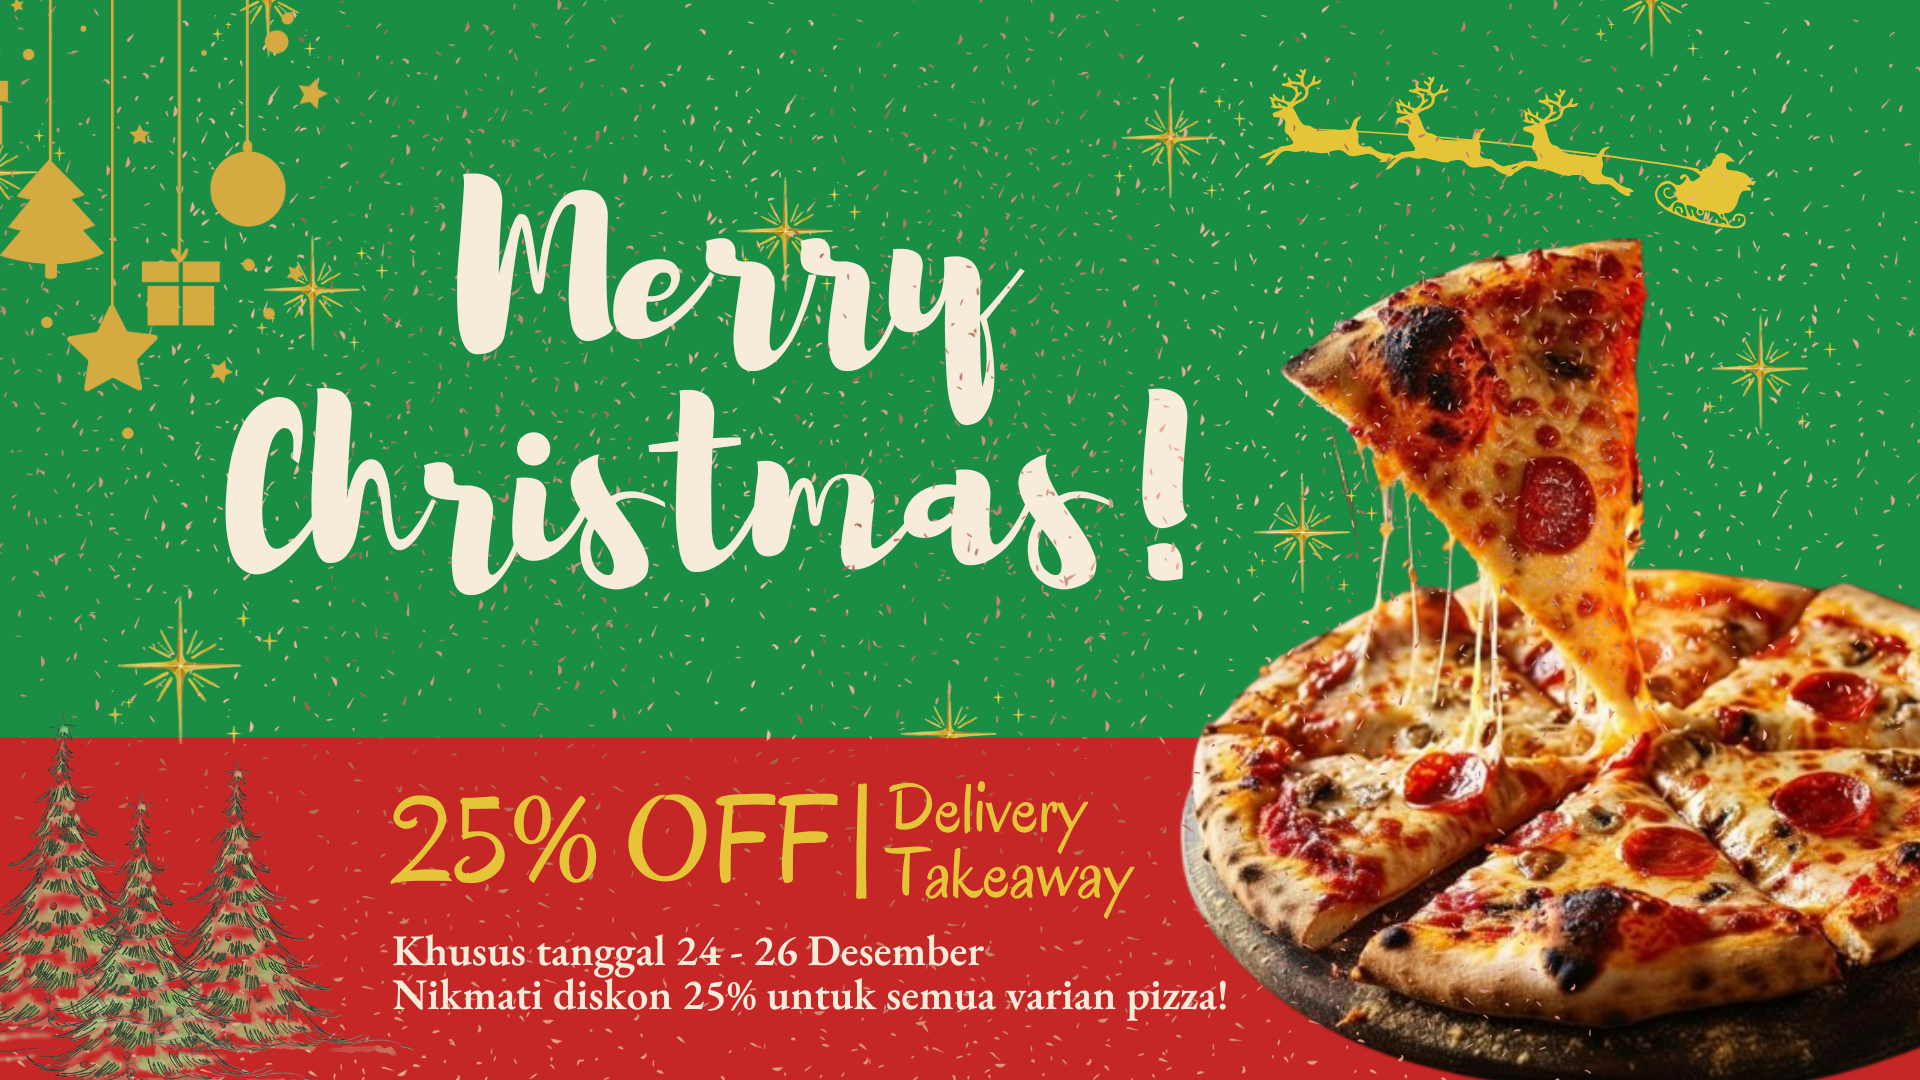 Merry
Christmas!
25% OFF
Delivery
Takeaway
Khusus tanggal 24 - 26 Desember
Nikmati diskon 25% untuk semua varian pizza!